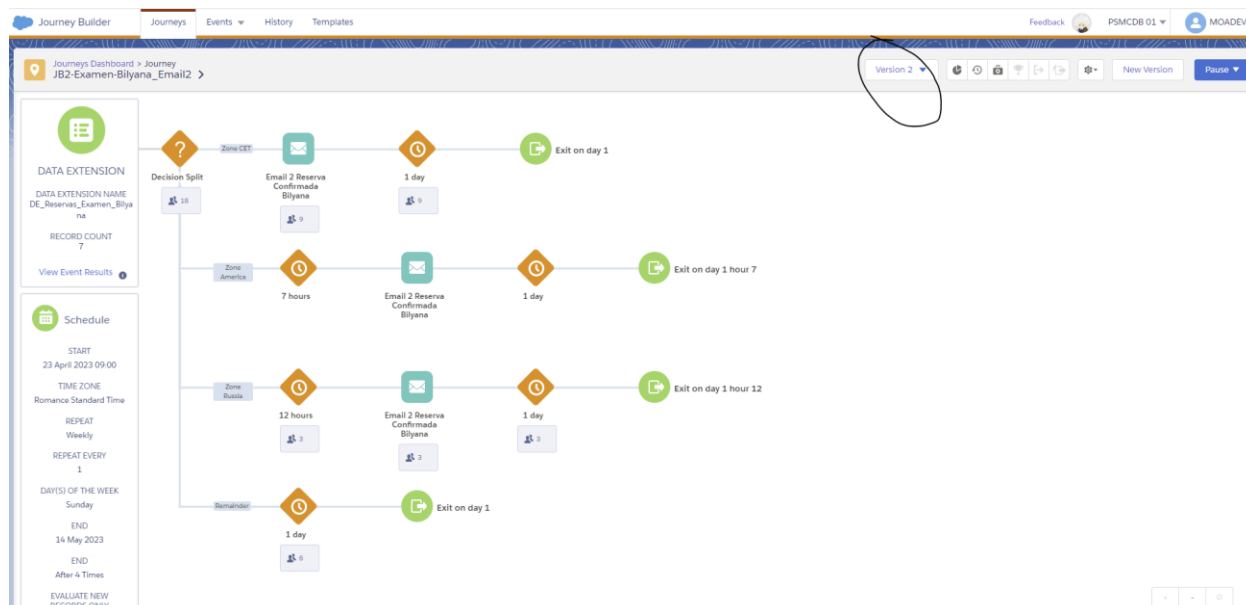 Journey Builder
Journeys
Events
History
Templates
Feedback
PSMCDB 01
MOADEV
Journeys Dashboard > Journey
JB2-Examen-Bilyana_Email2 >
Version 2
New Version
Pause
DATA EXTENSION
DATA EXTENSION NAME
DE_Reservas_Examen_Bilya
na
RECORD COUNT
7
View Event Results
Schedule
START
23 April 2023 09:00
TIME ZONE
Romance Standard Time
REPEAT
Weekly
REPEAT EVERY
1
DAY(S) OF THE WEEK
Sunday
END
14 May 2023
END
After 4 Times
EVALUATE NEW
RECORDS ONLY
Decision Split
18
Zone CET
Email 2 Reserva
Confirmada
Bilyana
9
1 day
9
Exit on day 1
Zone
America
7 hours
Email 2 Reserva
Confirmada
Bilyana
1 day
Exit on day 1 hour 7
Zone
Russia
12 hours
3
Email 2 Reserva
Confirmada
Bilyana
3
1 day
3
Exit on day 1 hour 12
Remainder
1 day
6
Exit on day 1